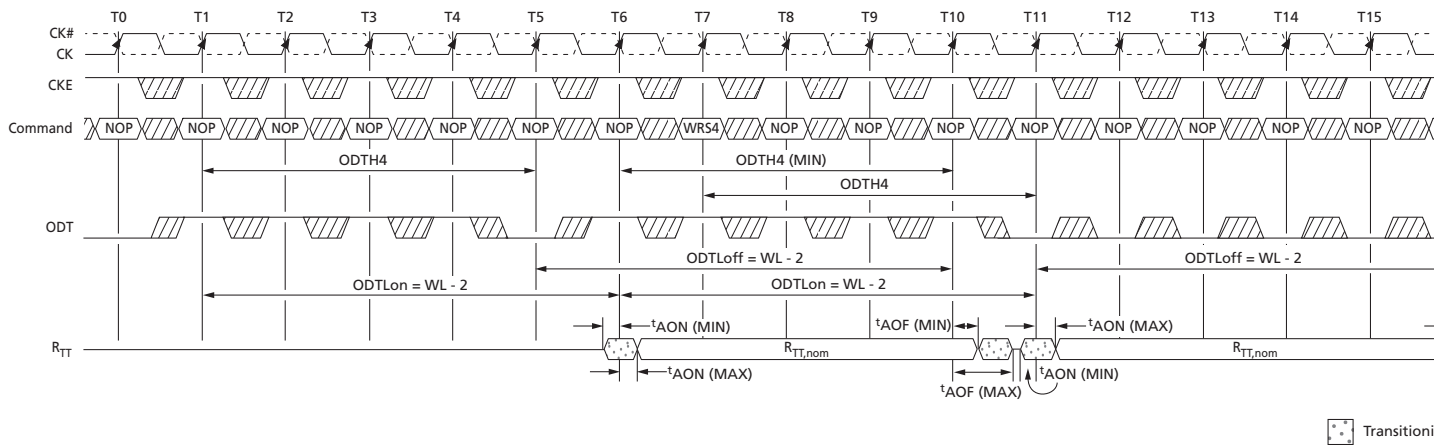 T0 T1 T2 T3 T4 T5 T6 T7 T8 T9 T10 T11 T12 T13 T14 T15
CK#
CK
CKE
Command NOP NOP NOP NOP NOP NOP NOP WRS4 NOP NOP NOP NOP NOP NOP NOP NOP
ODTH4 ODTH4 (MIN)
ODTH4
ODT
ODTLoff = WL - 2 ODTLoff = WL - 2
ODTLon = WL - 2 ODTLon = WL - 2
tAON (MIN) tAOF (MIN) tAON (MAX)
RTT RTT,nom RTT,nom
tAON (MAX) tAON (MIN)
tAOF (MAX)
Transitioni